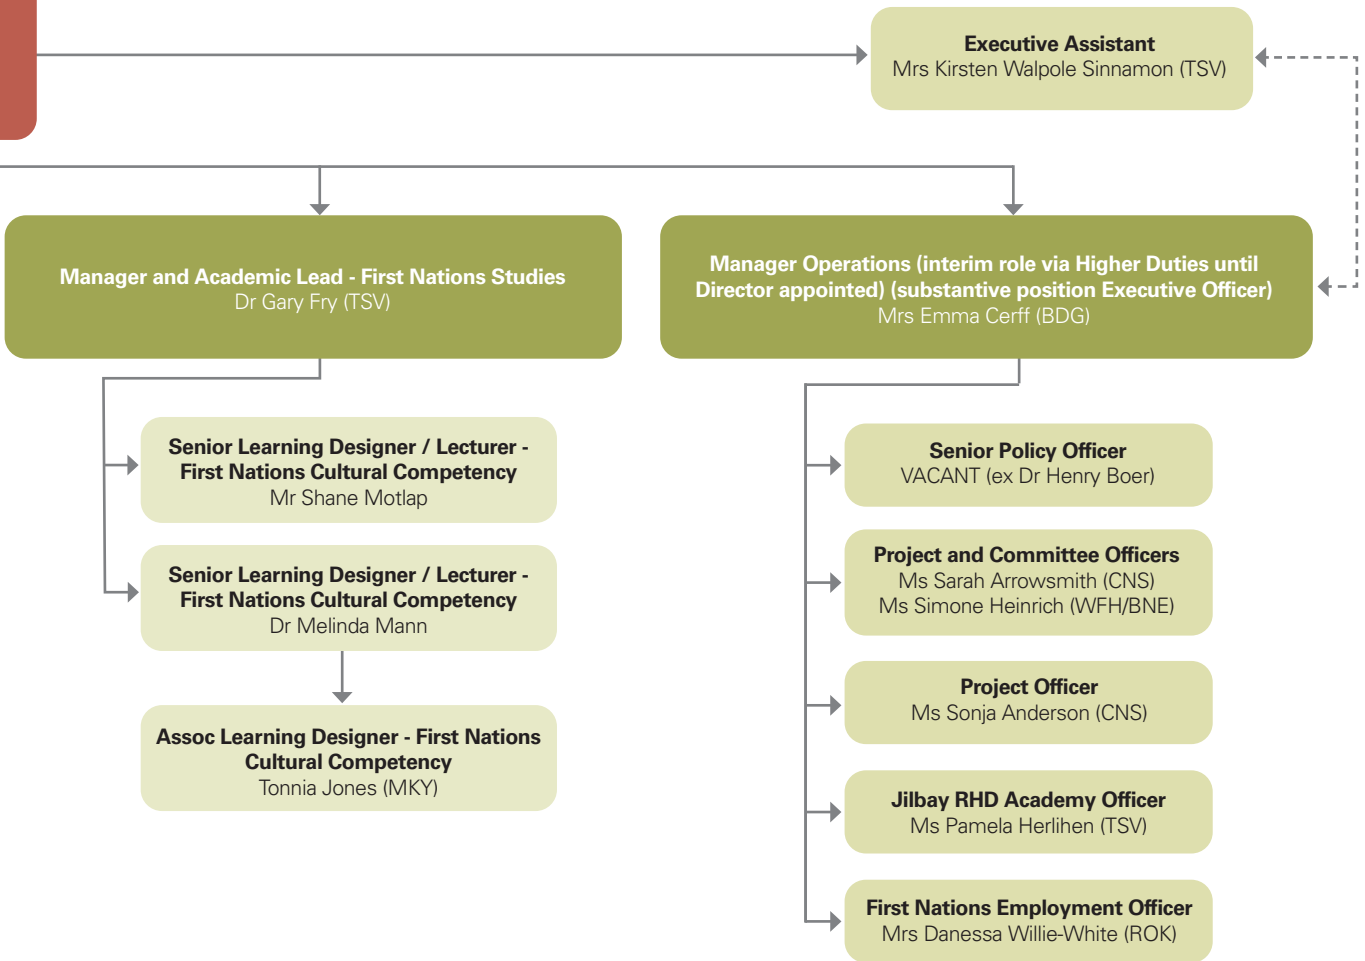 Executive Assistant
Mrs Kirsten Walpole Sinnamon (TSV)
Manager and Academic Lead - First Nations Studies
Dr Gary Fry (TSV)
Manager Operations (interim role via Higher Duties until
Director appointed) (substantive position Executive Officer)
Mrs Emma Cerff (BDG)
Senior Learning Designer / Lecturer -
First Nations Cultural Competency
Mr Shane Motlap
Senior Learning Designer / Lecturer -
First Nations Cultural Competency
Dr Melinda Mann
Assoc Learning Designer - First Nations
Cultural Competency
Tonnia Jones (MKY)
Senior Policy Officer
VACANT (ex Dr Henry Boer)
Project and Committee Officers
Ms Sarah Arrowsmith (CNS)
Ms Simone Heinrich (WFH/BNE)
Project Officer
Ms Sonja Anderson (CNS)
Jilbay RHD Academy Officer
Ms Pamela Herlihen (TSV)
First Nations Employment Officer
Mrs Danessa Willie-White (ROK)